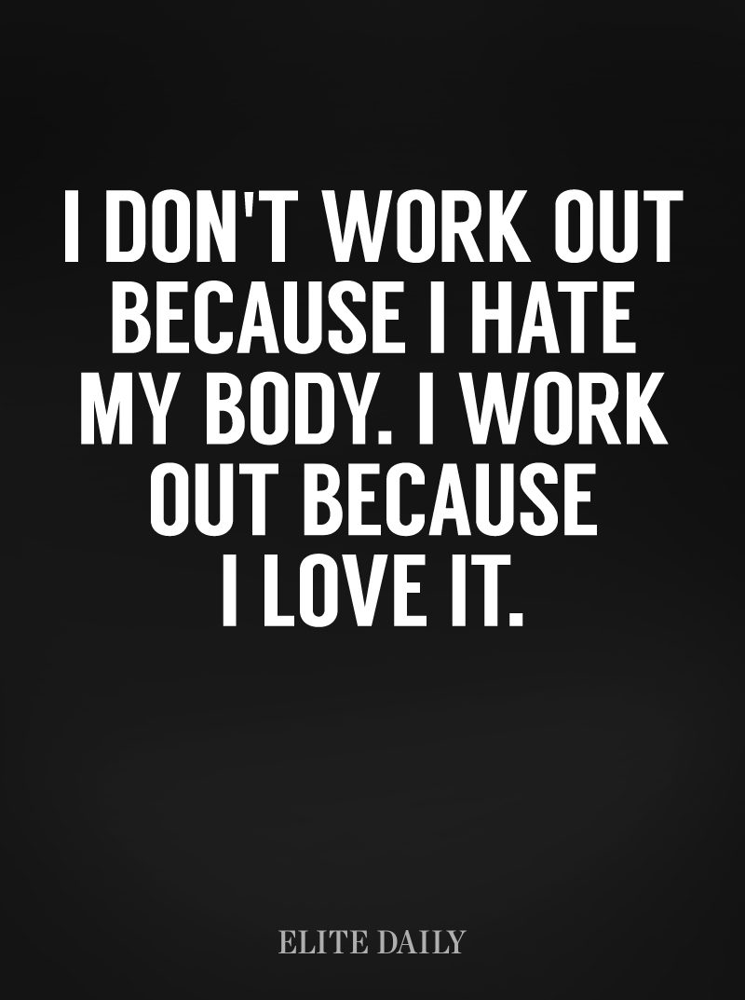 I DON'T WORK OUT
BECAUSE I HATE
MY BODY. I WORK
OUT BECAUSE
I LOVE IT.
ELITE DAILY